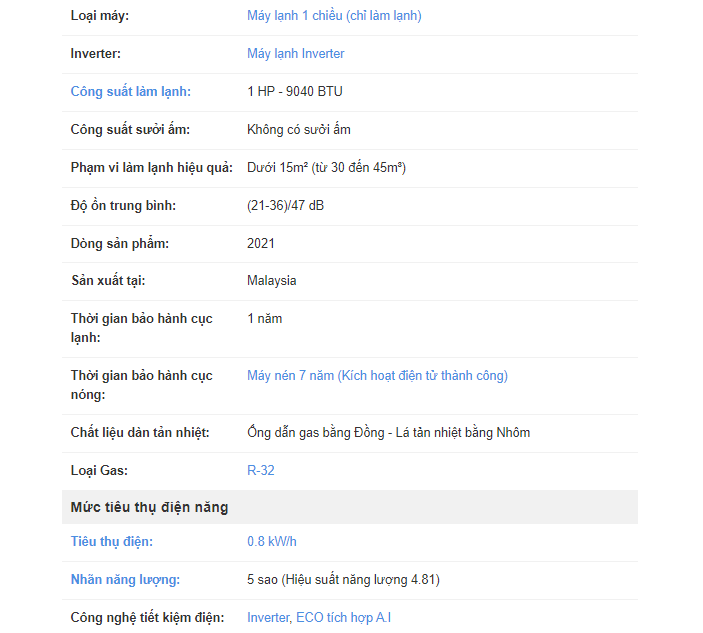 Loại máy: Máy lạnh 1 chiều (chỉ làm lạnh)
Inverter: Máy lạnh Inverter
Công suất làm lạnh: 1 HP - 9040 BTU
Công suất sưởi ấm: Không có sưởi ấm
Phạm vi làm lạnh hiệu quả: Dưới 15m² (từ 30 đến 45m³)
Độ ồn trung bình: (21-36)/47 dB
Dòng sản phẩm: 2021
Sản xuất tại: Malaysia
Thời gian bảo hành cục 1 năm
lạnh:
Thời gian bảo hành cục Máy nén 7 năm (Kích hoạt điện tử thành công)
nóng:
Chất liệu dàn tản nhiệt: Ống dẫn gas bằng Đồng - Lá tản nhiệt bằng Nhôm
Loại Gas: R-32
Mức tiêu thụ điện năng
Tiêu thụ điện: 0.8 kW/h
Nhãn năng lượng: 5 sao (Hiệu suất năng lượng 4.81)
Công nghệ tiết kiệm điện: Inverter, ECO tích hợp A.I